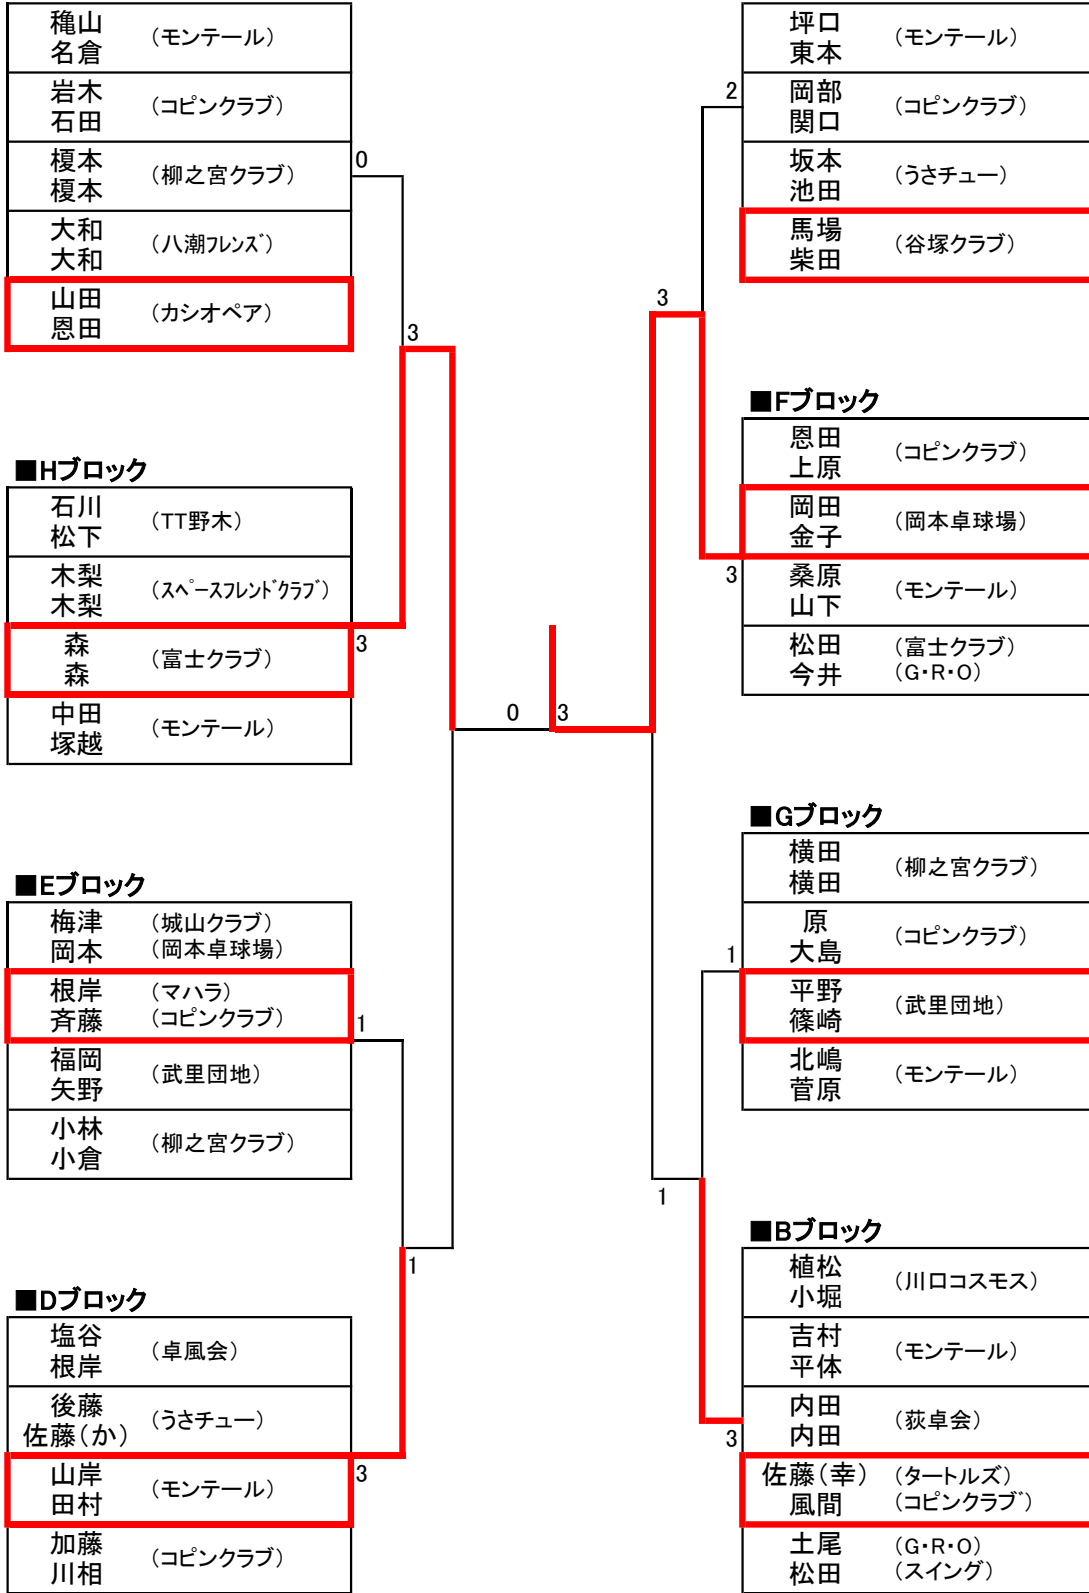 穐山
名倉
（モンテール）
岩木
石田
（コピンクラブ）
榎本
榎本
（柳之宮クラブ）
0
大和
大和
（八潮フレンズ）
山田
恩田
（カシオペア）
3
■Hブロック
石川
松下
（TT野木）
木梨
木梨
（スペースフレンドクラブ）
森
森
（富士クラブ）
3
中田
塚越
（モンテール）
0
3
■Eブロック
梅津
岡本
（城山クラブ）
（岡本卓球場）
根岸
斉藤
（マハラ）
（コピンクラブ）
1
福岡
矢野
（武里団地）
小林
小倉
（柳之宮クラブ）
1
■Dブロック
塩谷
根岸
（卓風会）
後藤
佐藤（か）
（うさチュー）
山岸
田村
（モンテール）
3
加藤
川相
（コピンクラブ）
坪口
東本
（モンテール）
2
岡部
関口
（コピンクラブ）
坂本
池田
（うさチュー）
馬場
柴田
（谷塚クラブ）
3
■Fブロック
恩田
上原
（コピンクラブ）
岡田
金子
（岡本卓球場）
3
桑原
山下
（モンテール）
松田
今井
（富士クラブ）
（G・R・O）
■Gブロック
横田
横田
（柳之宮クラブ）
原
大島
（コピンクラブ）
1
平野
篠崎
（武里団地）
北嶋
菅原
（モンテール）
1
■Bブロック
植松
小堀
（川口コスモス）
吉村
平体
（モンテール）
内田
内田
（荻卓会）
3
佐藤（幸）
風間
（タートルズ）
（コピンクラブ）
土尾
松田
（G・R・O）
（スイング）